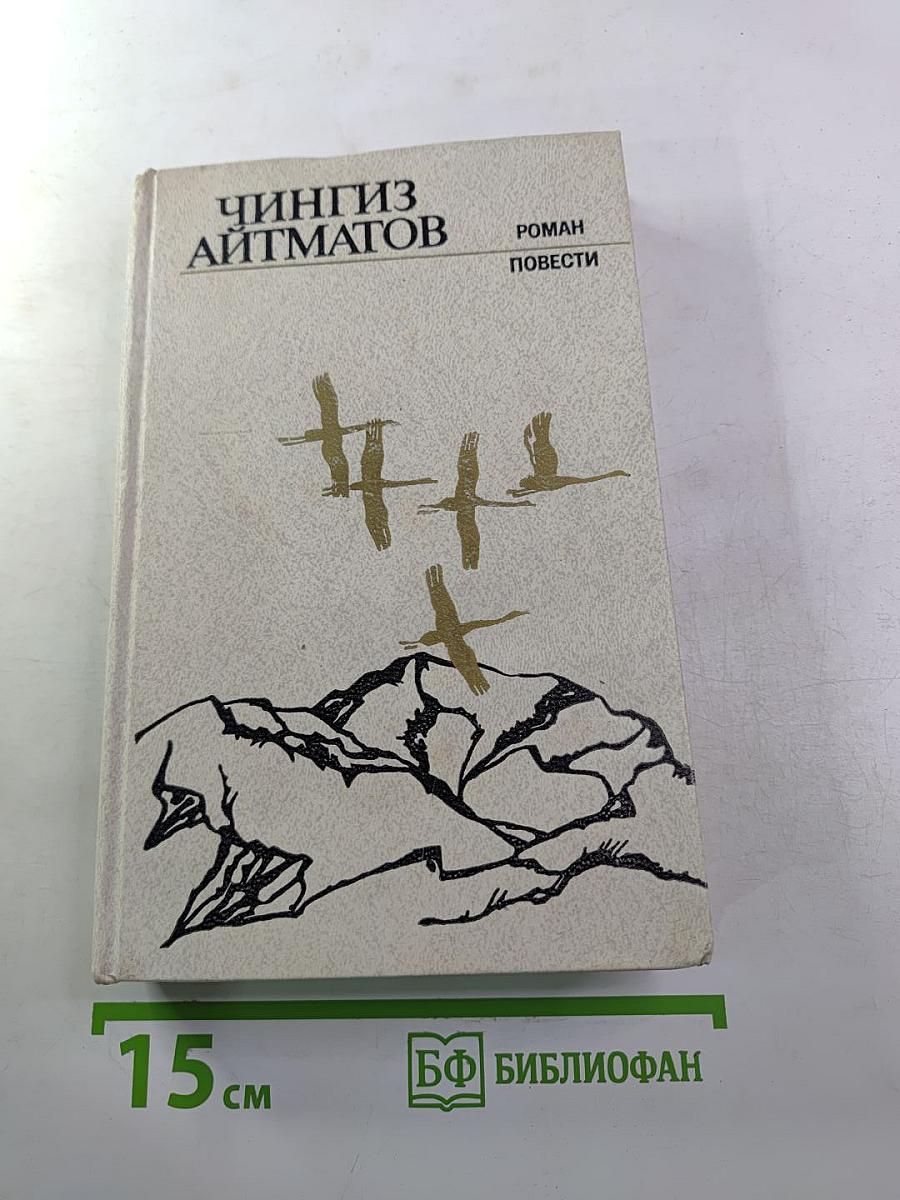 ЧИНГИЗ
АЙТМАТОВ
РОМАН
ПОВЕСТИ
15 см
БФ БИБЛИОФАН